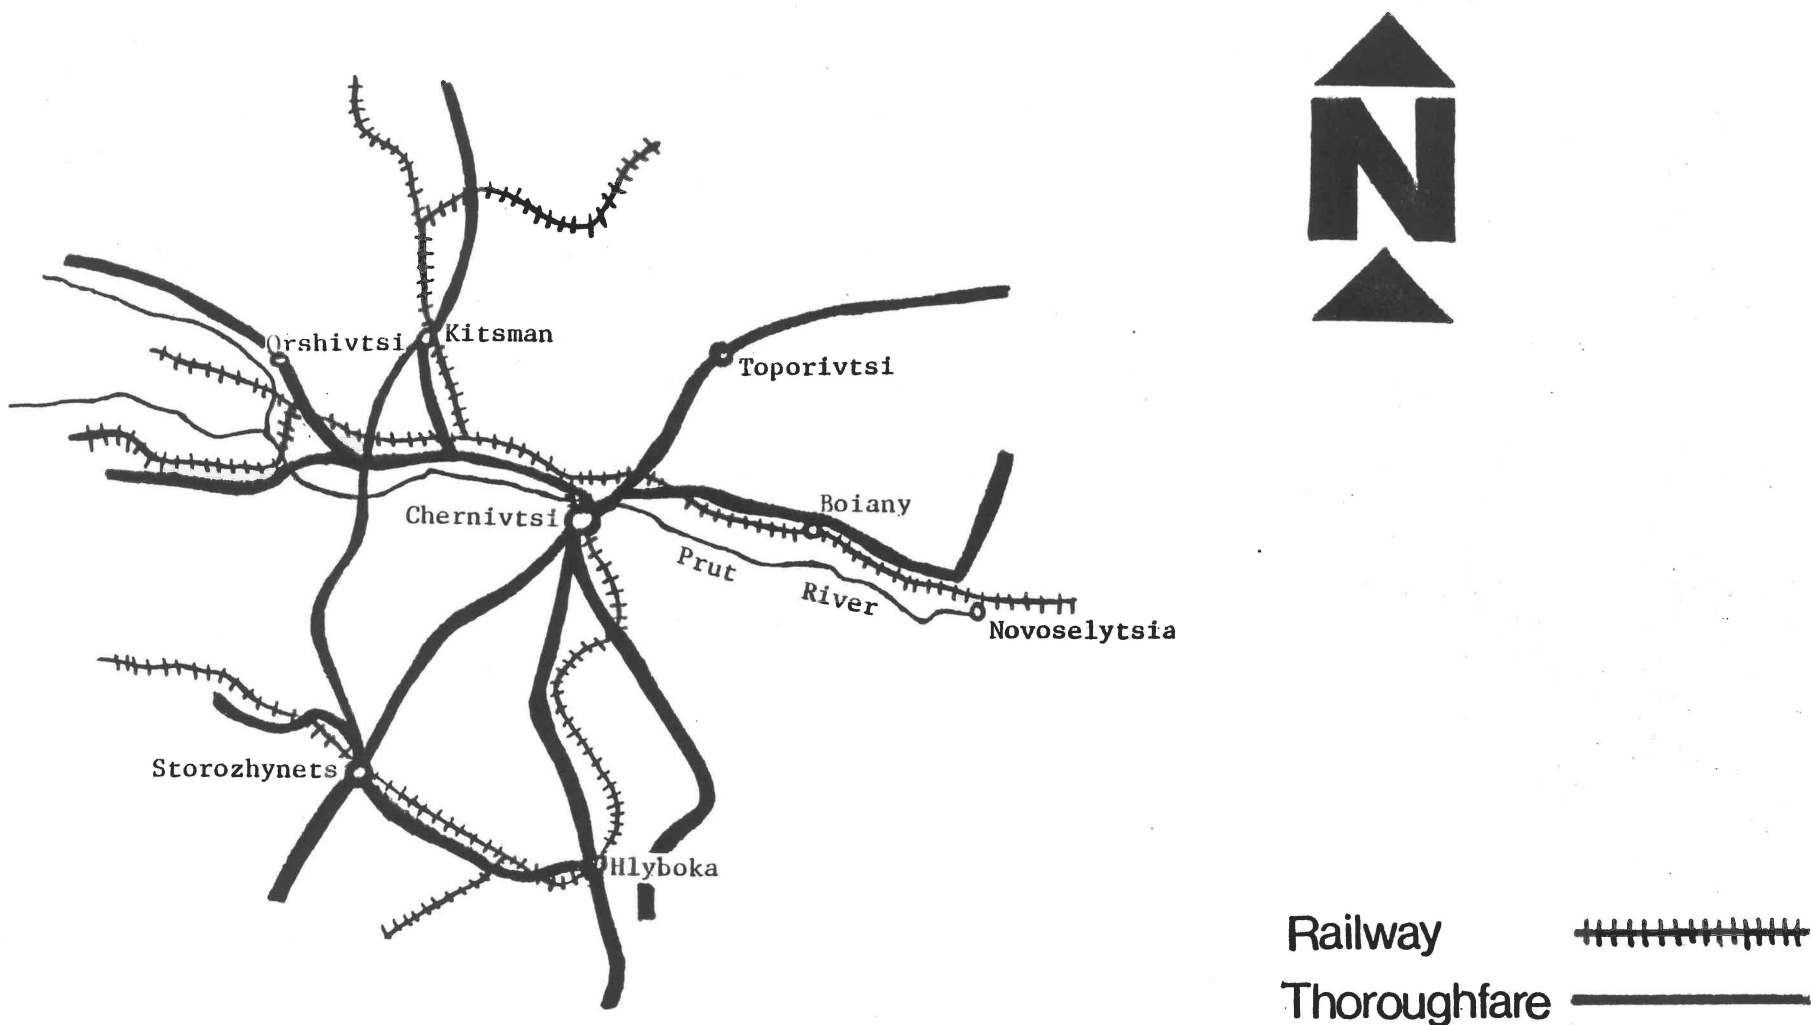 N
Orshivtsi
Kitsman
Toporivtsi
Chernivtsi
Boiany
Prut
River
Novoselytsia
Storozhynets
Hlyboka
Railway
Thoroughfare